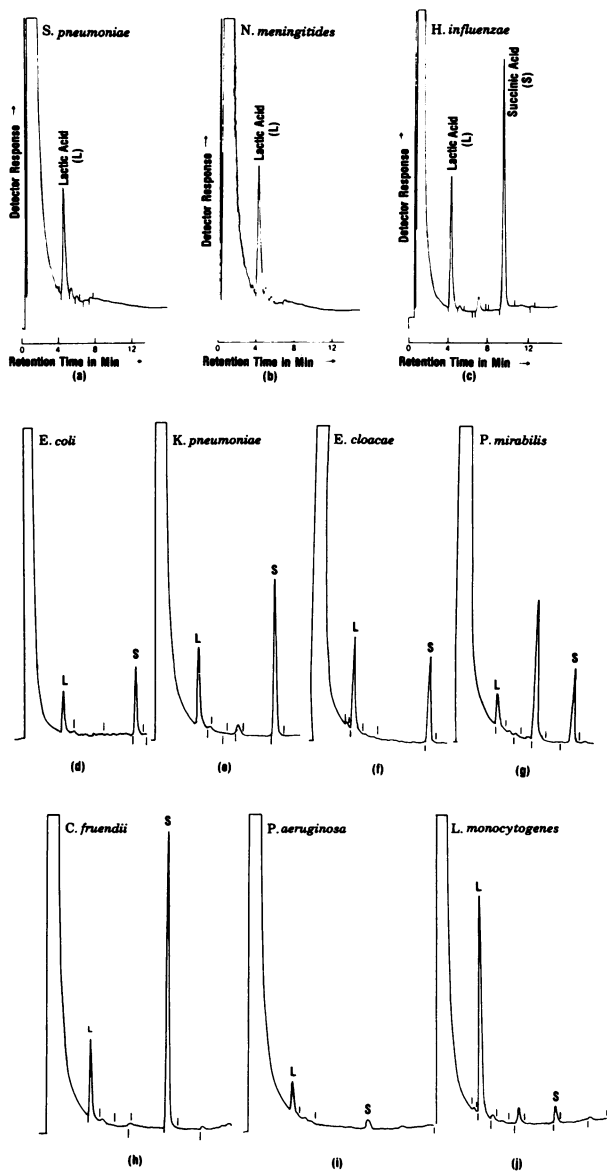 S. pneumoniae
N. meningitides
H. influenzae
Detector Response →
Lactic Acid
(L)
Detector Response →
Lactic Acid
(L)
Detector Response →
Lactic Acid
(L)
Succinic Acid
(S)
0 4 8 12
Retention Time in Min →
(a)
0 4 8 12
Retention Time in Min →
(b)
0 4 8 12
Retention Time in Min →
(c)
E. coli
K. pneumoniae
E. cloacae
P. mirabilis
L
S
L
S
L
S
L
S
(d)
(e)
(f)
(g)
C. fruendii
P. aeruginosa
L. monocytogenes
L
S
L
S
L
S
(h)
(i)
(j)